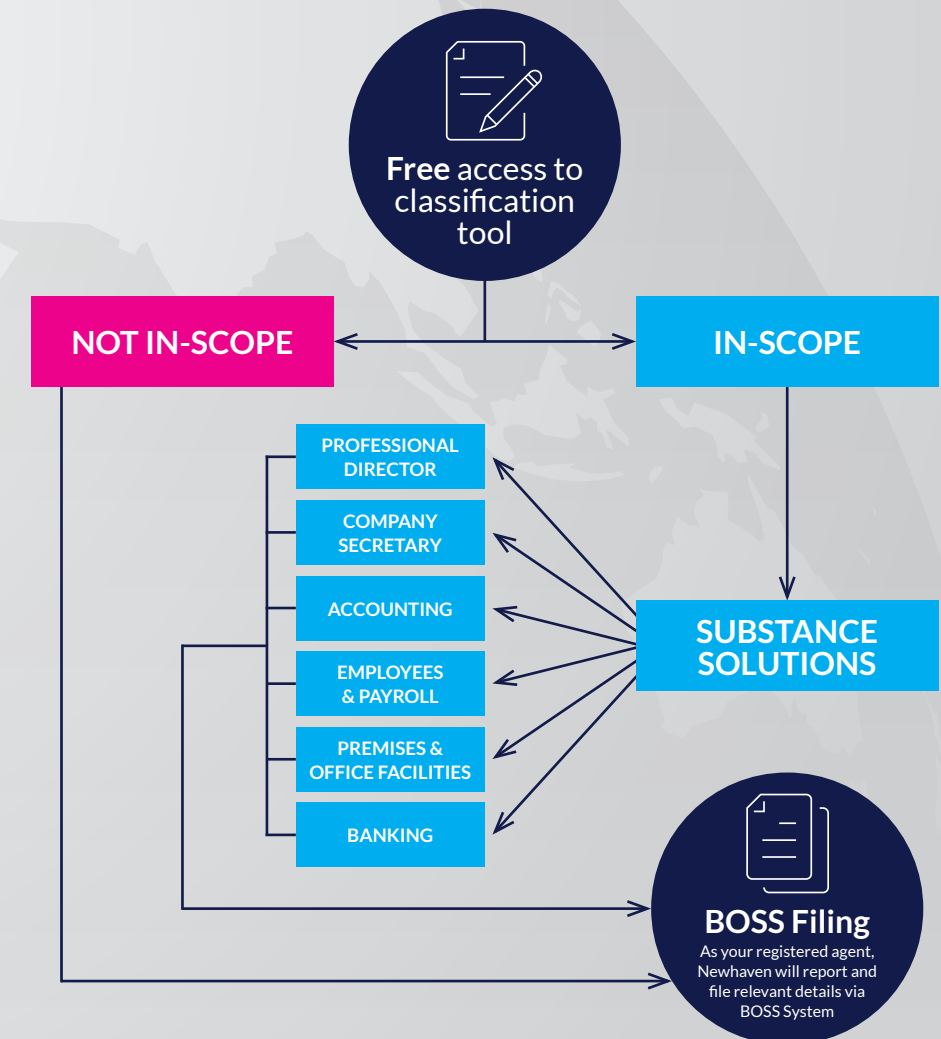 Free access to
classification
tool
NOT IN-SCOPE
IN-SCOPE
PROFESSIONAL
DIRECTOR
COMPANY
SECRETARY
ACCOUNTING
EMPLOYEES
& PAYROLL
PREMISES &
OFFICE FACILITIES
BANKING
SUBSTANCE
SOLUTIONS
BOSS Filing
As your registered agent,
Newhaven will report and
file relevant details via
BOSS System